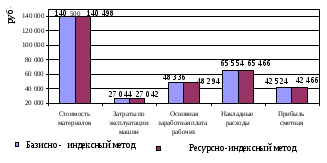 руб.
140 500 140 498
140 000
120 000
100 000
80 000
60 000
40 000
20 000
27 044 27 042
48 336
48 294
65 554 65 466
42 524 42 466
Стоимость материалов
Затраты по эксплуатации машин
Основная заработная плата рабочих
Накладные расходы
Прибыль сметная
Базисно - индексный метод
Ресурсно-индексный метод